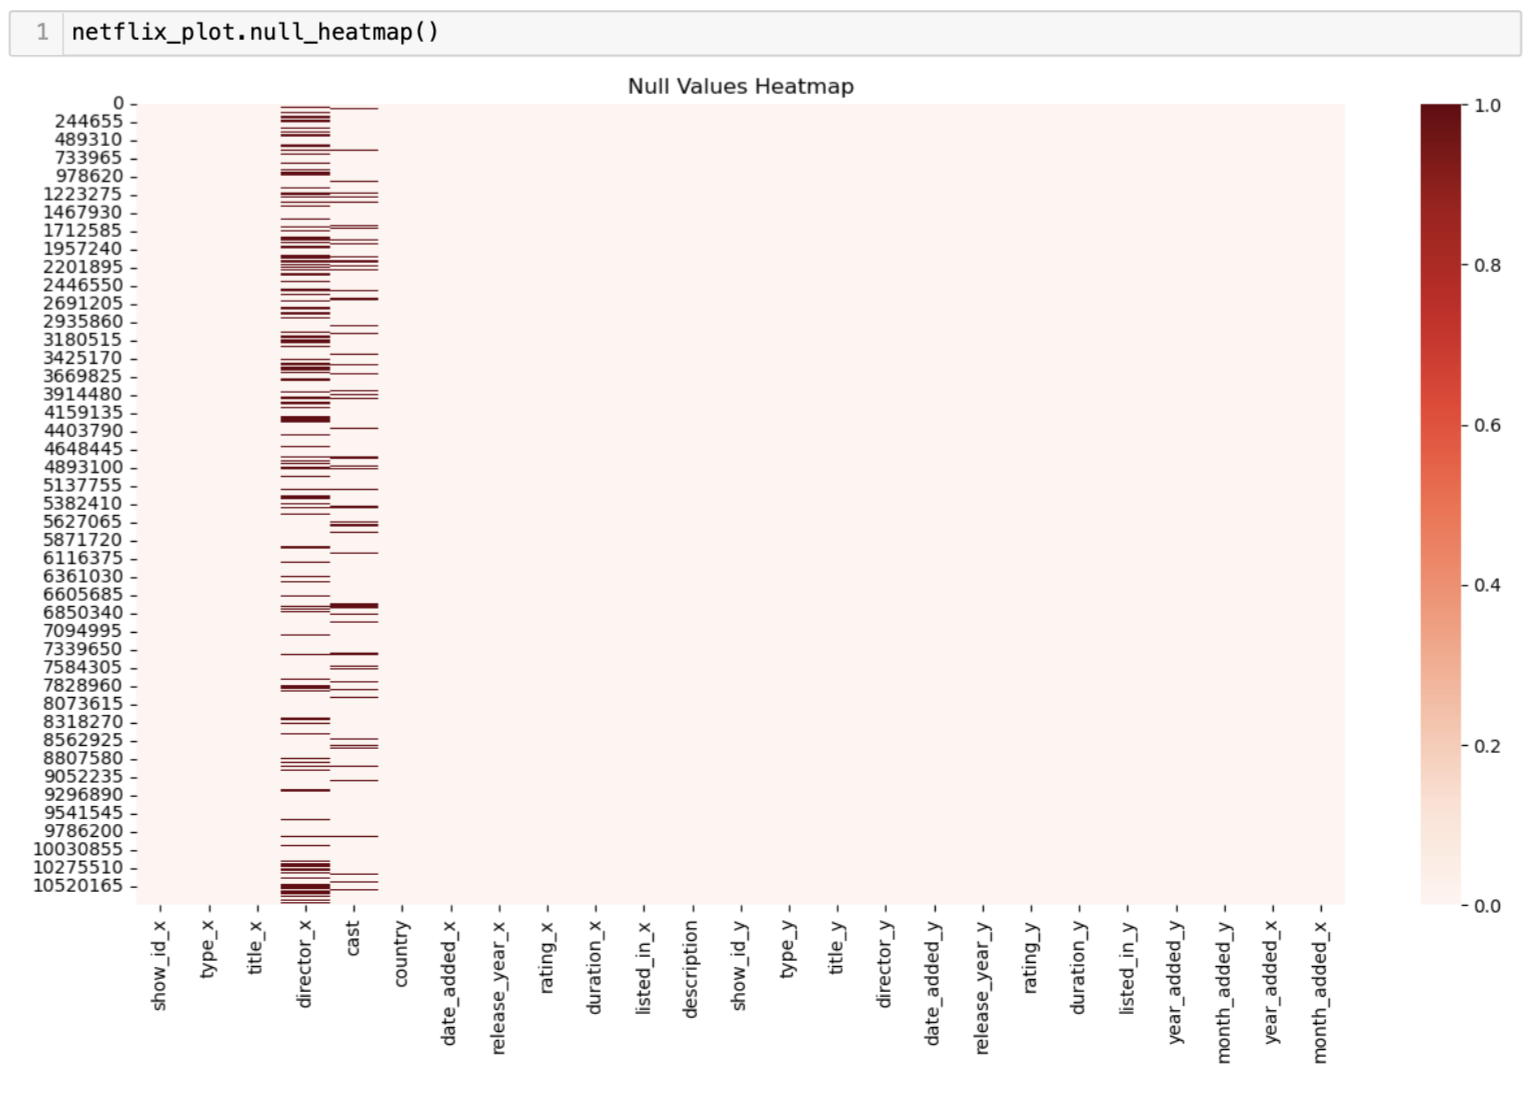 1 netflix_plot.null_heatmap()
Null Values Heatmap
0
244655
489310
733965
978620
1223275
1467930
1712585
1957240
2201895
2446550
2691205
2935860
3180515
3425170
3669825
3914480
4159135
4403790
4648445
4893100
5137755
5382410
5627065
5871720
6116375
6361030
6605685
6850340
7094995
7339650
7584305
7828960
8073615
8318270
8562925
8807580
9052235
9296890
9541545
9786200
10030855
10275510
10520165
show_id_x
type_x
title_x
director_x
cast
country
date_added_x
release_year_x
rating_x
duration_x
listed_in_x
description
show_id_y
type_y
title_y
director_y
date_added_y
release_year_y
rating_y
duration_y
listed_in_y
year_added_y
month_added_y
year_added_x
month_added_x
1.0
0.8
0.6
0.4
0.2
0.0